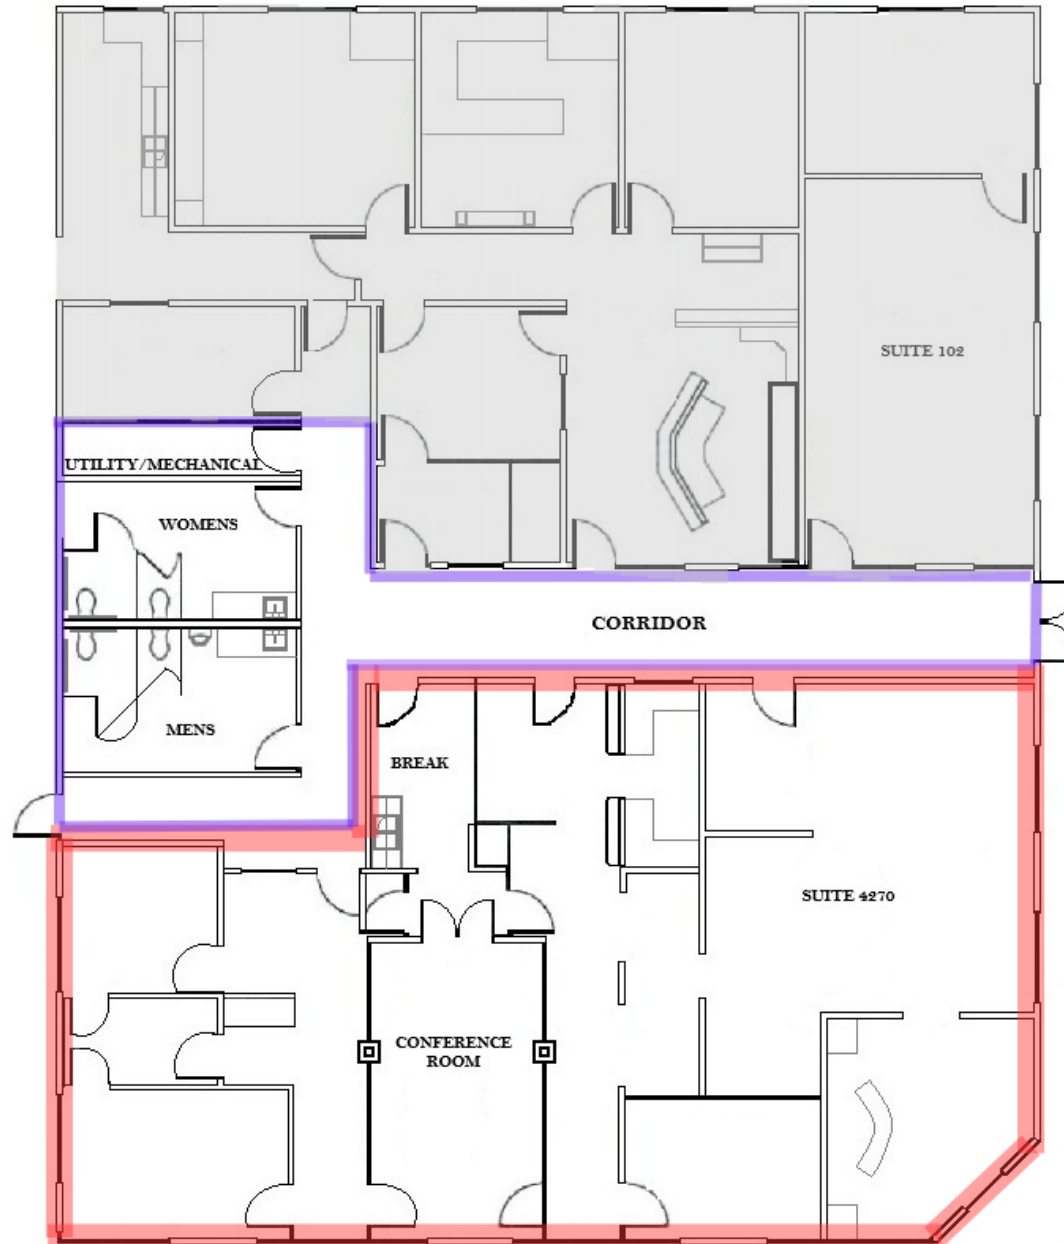 SUITE 102
UTILITY/MECHANICAL
WOMENS
CORRIDOR
MENS
BREAK
SUITE 4270
CONFERENCE
ROOM